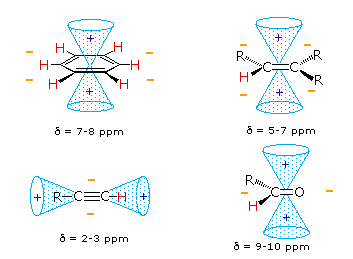 H H
+
H H
+
H H
δ = 7-8 ppm
R + R
C = C
H R
+
δ = 5-7 ppm
+ R—C≡C—H +
δ = 2-3 ppm
+
R
C=O
H
+
δ = 9-10 ppm